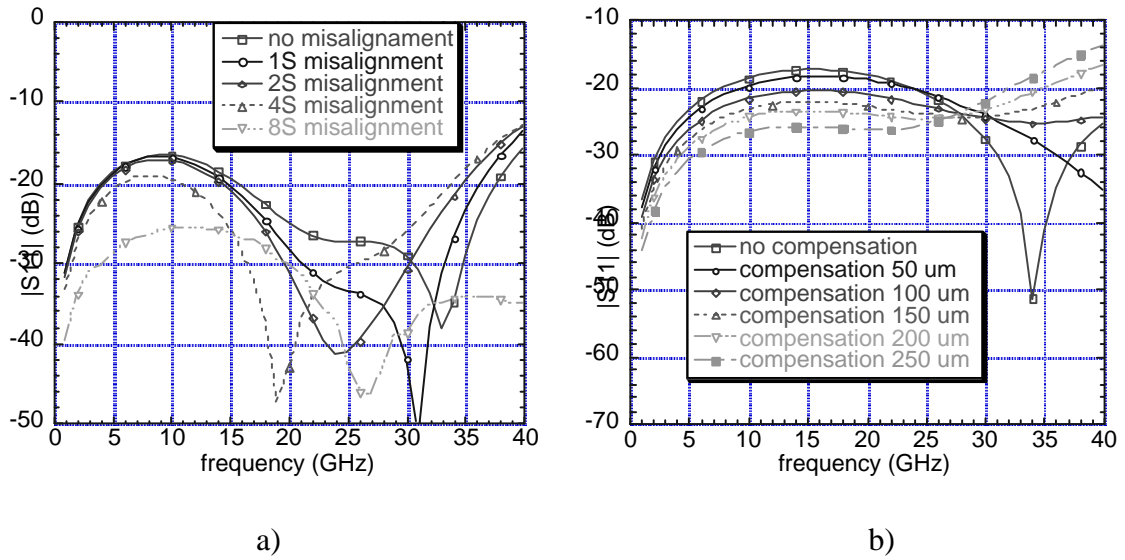 0
-10
-20
-30
-40
-50
|S11| (dB)
no misalignament
1S misalignment
2S misalignment
4S misalignment
8S misalignment
0 5 10 15 20 25 30 35 40
frequency (GHz)
a)
-10
-20
-30
-40
-50
-60
-70
|S11| (dB)
no compensation
compensation 50 um
compensation 100 um
compensation 150 um
compensation 200 um
compensation 250 um
0 5 10 15 20 25 30 35 40
frequency (GHz)
b)